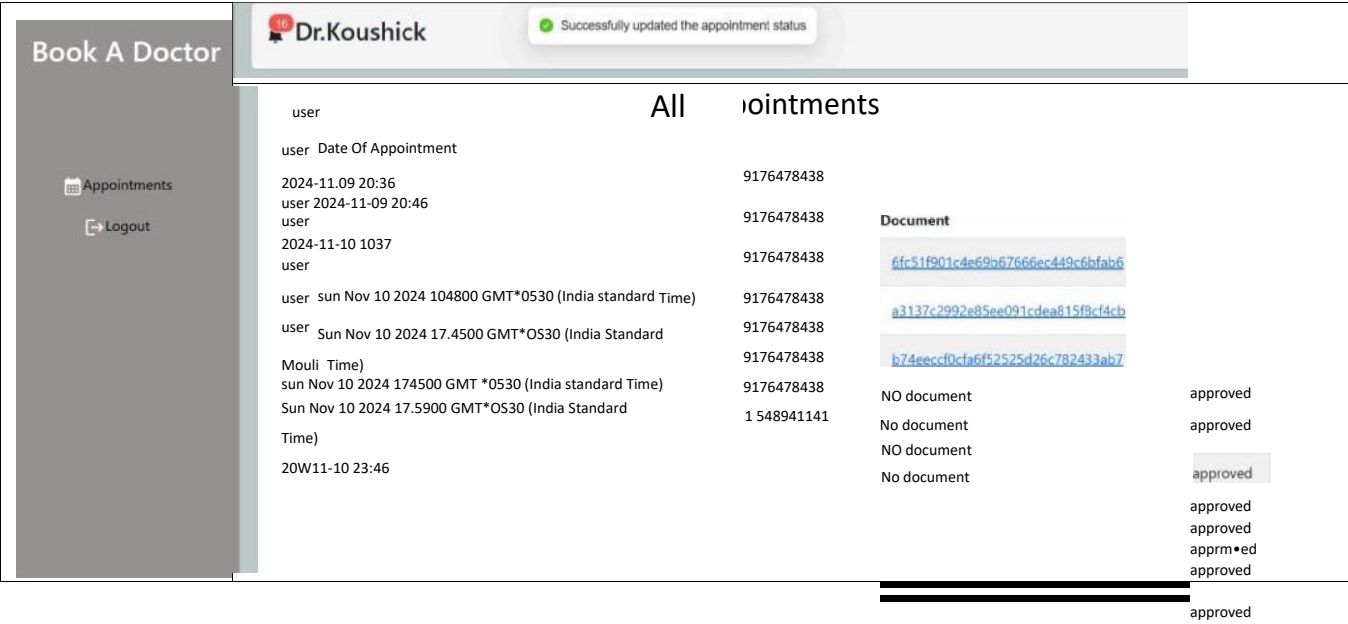 Book A Doctor
16
Dr.Koushick
Successfully updated the appointment status
Appointments
Logout
All ointments
user
user Date Of Appointment
2024-11.09 20:36
user 2024-11-09 20:46
user
2024-11-10 1037
user
user sun Nov 10 2024 104800 GMT*0530 (India standard Time)
user Sun Nov 10 2024 17.4500 GMT*OS30 (India Standard
Mouli Time)
sun Nov 10 2024 174500 GMT *0530 (India standard Time)
Sun Nov 10 2024 17.5900 GMT*OS30 (India Standard
Time)
20W11-10 23:46
9176478438
9176478438
9176478438
9176478438
9176478438
9176478438
9176478438
1 548941141
Document
6fc51f901c4e69b67666ec449c6bfab6
a3137c2992e85ee091cdea815f8cf4cb
b74eeccf0cfa6f52525d26c782433ab7
NO document
No document
NO document
No document
approved
approved
approved
approved
approved
apprm•ed
approved
approved